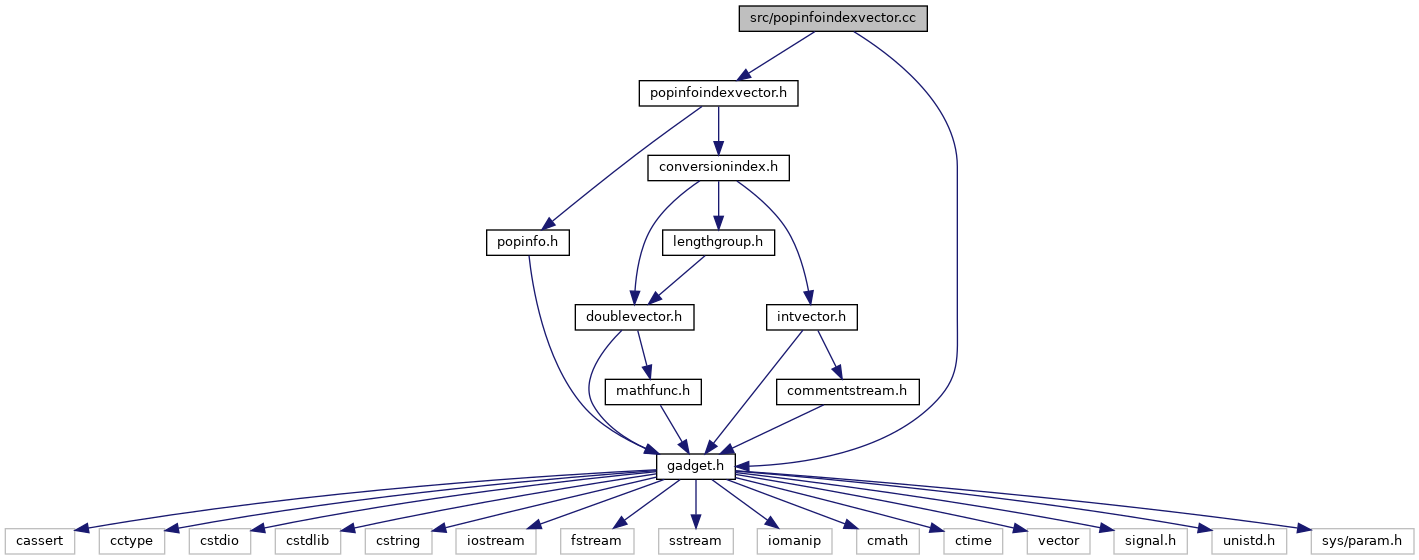 src/popinfoindexvector.cc
popinfoindexvector.h
conversionindex.h
popinfo.h
lengthgroup.h
doublevector.h
intvector.h
mathfunc.h
commentstream.h
gadget.h
cassert
cctype
cstdio
cstdlib
cstring
iostream
fstream
sstream
iomanip
cmath
ctime
vector
signal.h
unistd.h
sys/param.h